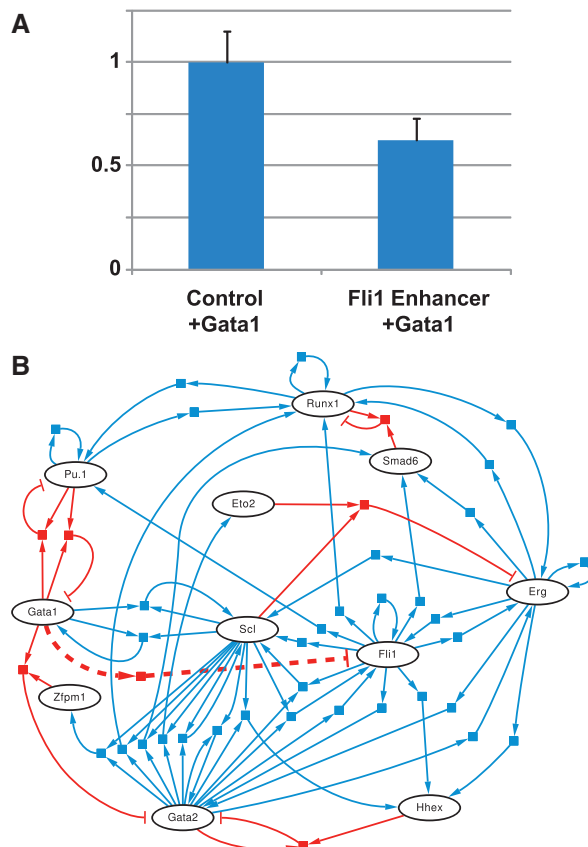 A
1
0.5
0
Control Fli1 Enhancer
+Gata1 +Gata1
B
Runx1
Smad6
Pu.1
Eto2
Erg
Gata1
Scl
Fli1
Zfpm1
Hhex
Gata2